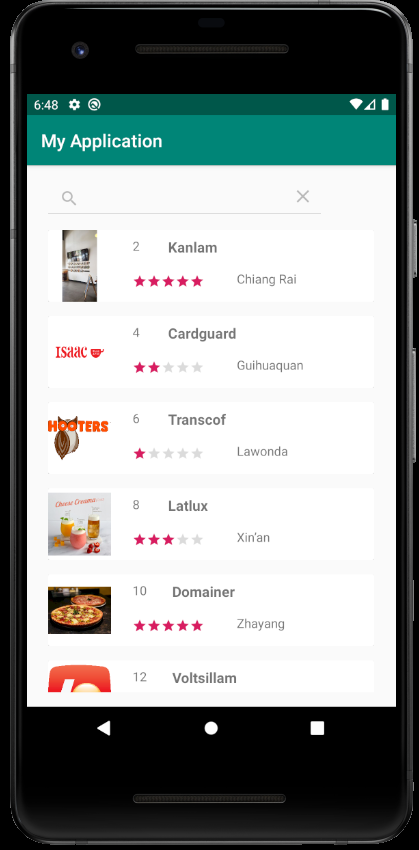 6:48
My Application
2 Kanlam
Chiang Rai
4 Cardguard
ISAAC
Guihuaquan
6 Transcof
HOOTERS
Lawonda
8 Latlux
Cheese Creamo
Xin'an
10 Domainer
Zhayang
12 Voltsillam